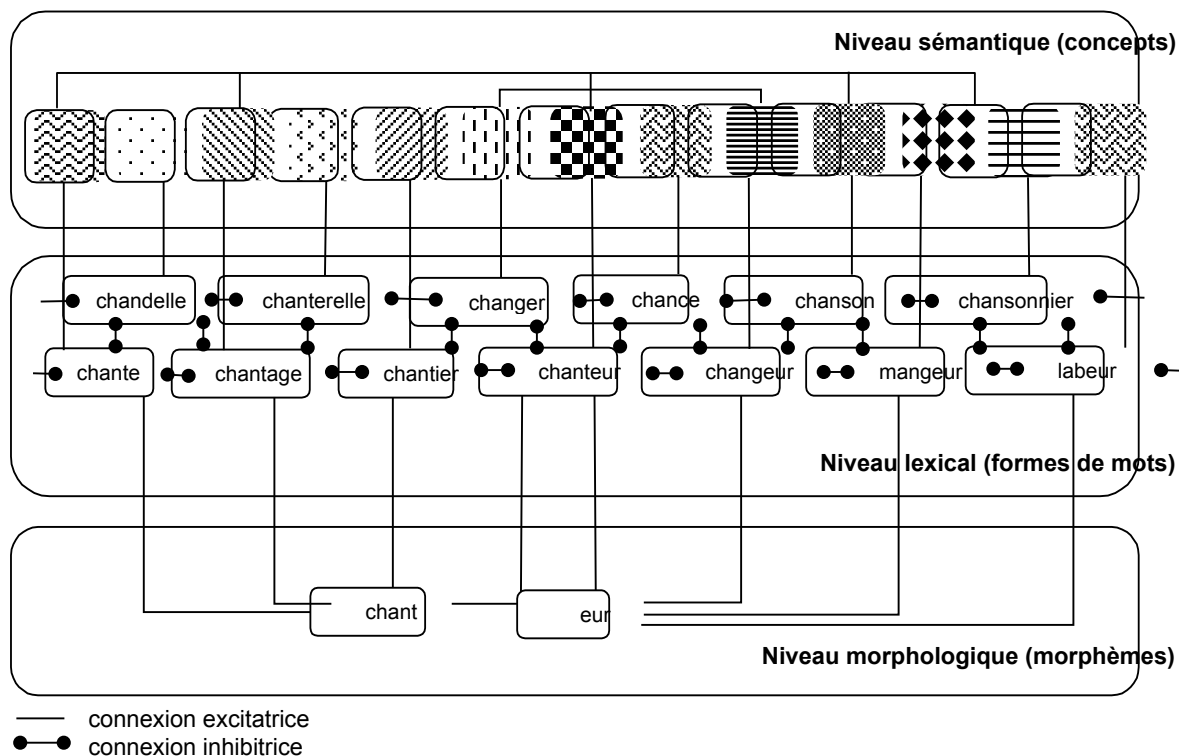 Niveau sémantique (concepts)
chandelle chanterelle changer chance chanson chansonnier
chante chantage chantier chanteur changeur mangeur labeur
Niveau lexical (formes de mots)
chant eur
Niveau morphologique (morphèmes)
connexion excitatrice
connexion inhibitrice